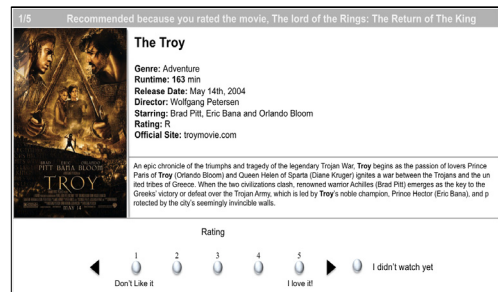 1/5 Recommended because you rated the movie, The lord of the Rings: The Return of The King
The Troy
Genre: Adventure
Runtime: 163 min
Release Date: May 14th, 2004
Director: Wolfgang Petersen
Starring: Brad Pitt, Eric Bana and Orlando Bloom
Rating: R
Official Site: troymovie.com
BRAD ERIC ORLANDO
PITT BANA BLOOM
TROY
MAY 14
An epic chronicle of the triumphs and tragedy of the legendary Trojan War, Troy begins as the passion of lovers Prince
Paris of Troy (Orlando Bloom) and Queen Helen of Sparta (Diane Kruger) ignites a war between the Trojans and the un
ited tribes of Greece. When the two civilizations clash, renowned warrior Achilles (Brad Pitt) emerges as the key to the
Greeks' victory or defeat over the Trojan Army, which is led by Troy's noble champion, Prince Hector (Eric Bana), and p
rotected by the city's seemingly invincible walls.
Rating
1 2 3 4 5
I didn't watch yet
Don't Like it I love it!